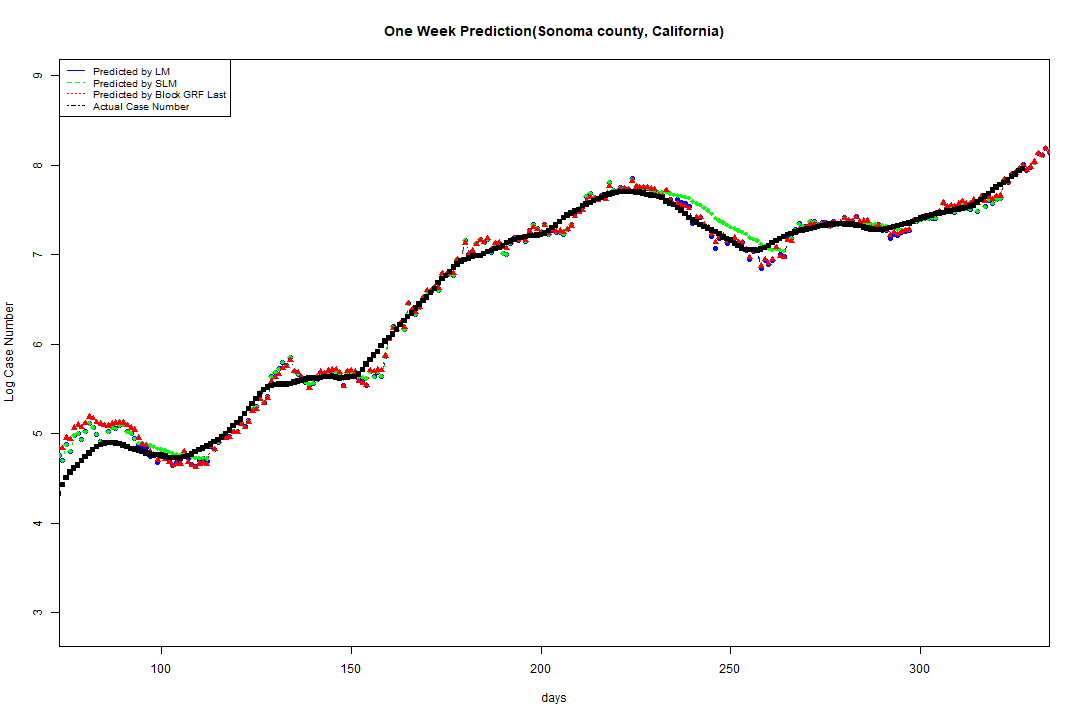 One Week Prediction(Sonoma county, California)
Predicted by LM
Predicted by SLM
Predicted by Block GRF Last
Actual Case Number
9
8
7
6
5
4
3
Log Case Number
100 150 200 250 300
days